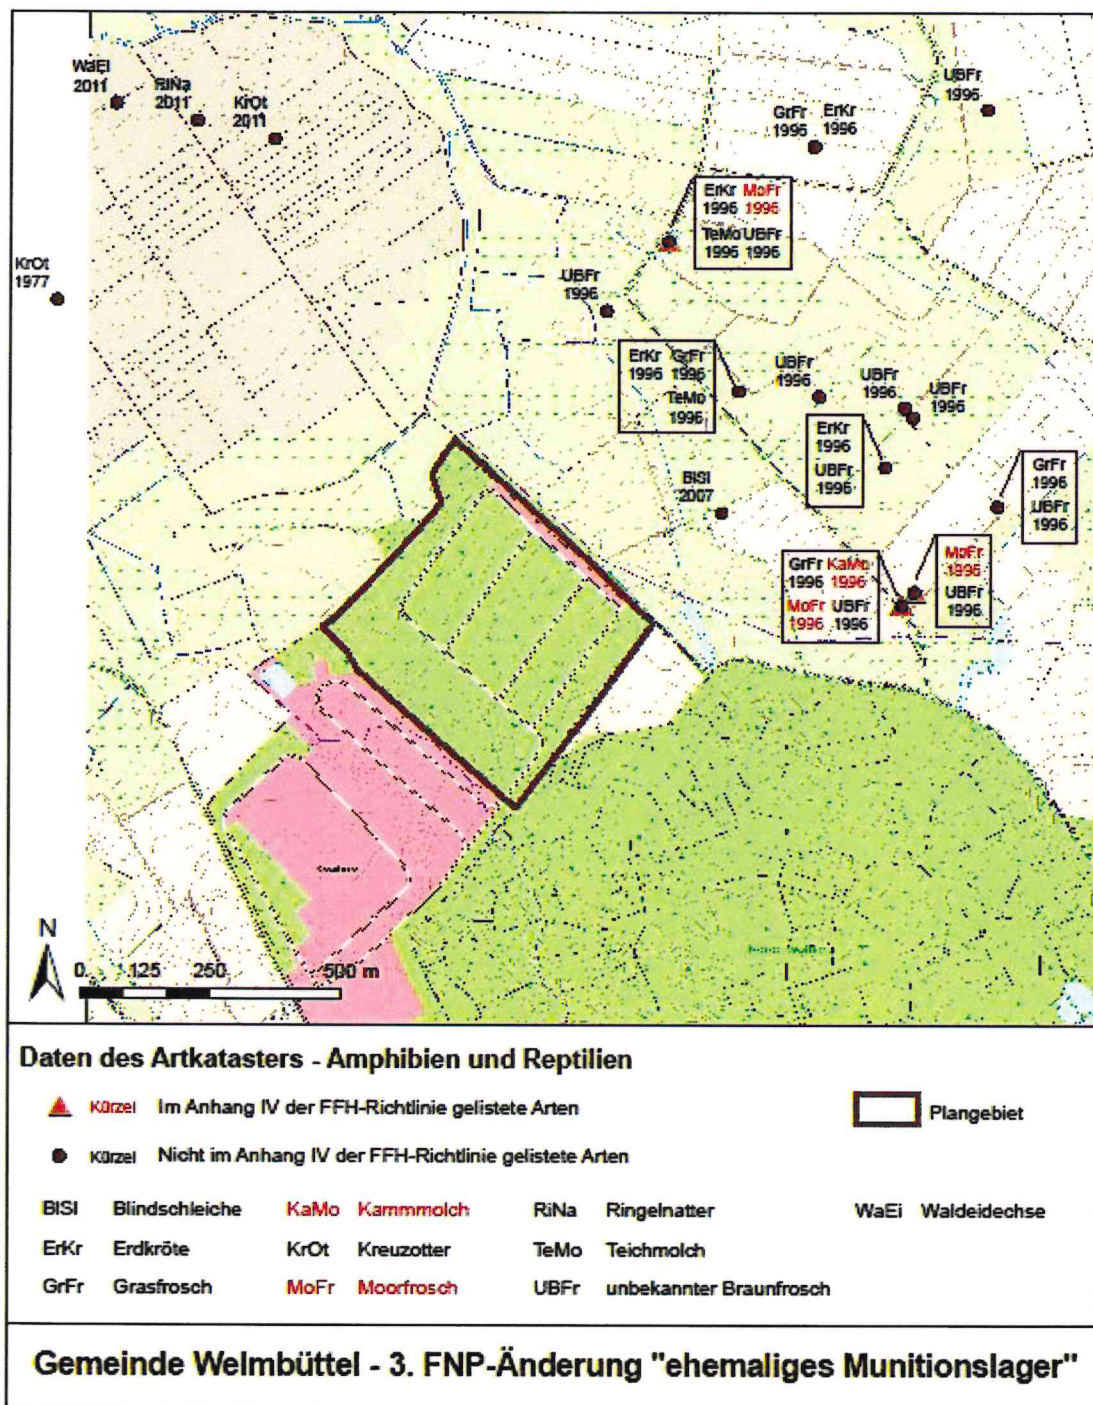 WaEi
2011
RiNa
2011
KrOt
2011
KrOt
1977
UBFr
1996
GrFr ErKr
1995 1996
UBFr
1995
ErKr MoFr
1996 1996
TeMo UBFr
1996 1996
ErKr GrFr
1996 1996
TeMo
1996
UBFr
1996
UBFr
1996
UBFr
1996
ErKr
1996
UBFr
1996
BlSl
2007
GrFr
1996
UBFr
1996
GrFr KaMo
1996 1996
MoFr UBFr
1996 1996
MoFr
1996
UBFr
1996
N
0 125 250 500 m
Daten des Artkatasters - Amphibien und Reptilien
Kürzel Im Anhang IV der FFH-Richtlinie gelistete Arten
Plangebiet
Kürzel Nicht im Anhang IV der FFH-Richtlinie gelistete Arten
BlSl Blindschleiche KaMo Kammmolch RiNa Ringelnatter WaEi Waldeidechse
ErKr Erdkröte KrOt Kreuzotter TeMo Teichmolch
GrFr Grasfrosch MoFr Moorfrosch UBFr unbekannter Braunfrosch
Gemeinde Welmbüttel - 3. FNP-Änderung "ehemaliges Munitionslager"